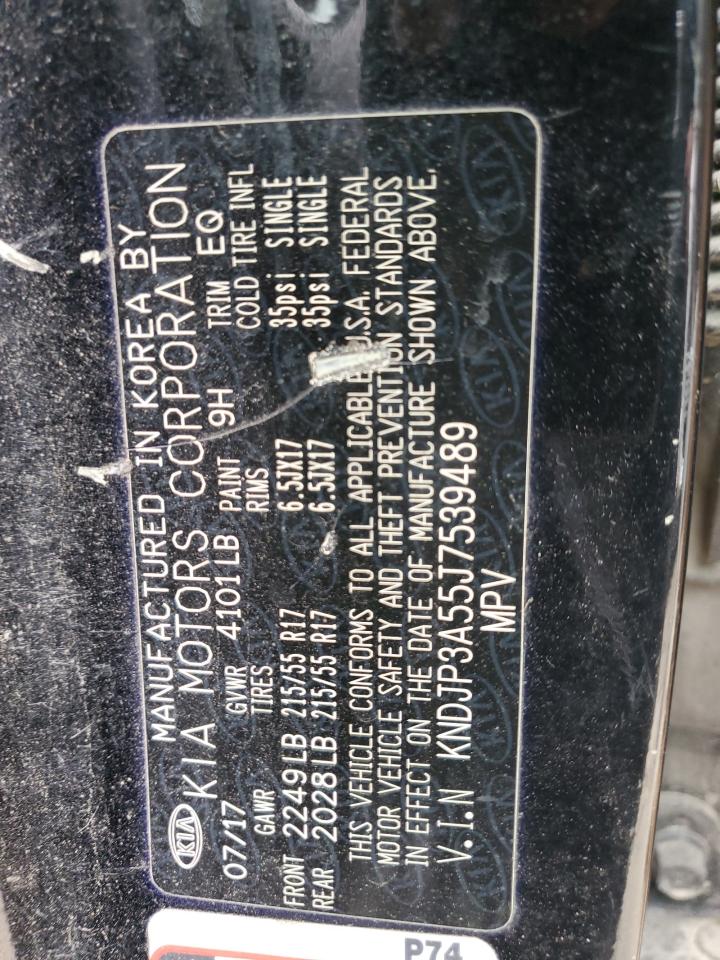 KIA
MANUFACTURED IN KOREA BY
KIA MOTORS CORPORATION
07/17 GVWR 4101LB PAINT 9H TRIM EQ
GAWR TIRES RIMS COLD TIRE INFL
FRONT 2249LB 215/55 R17 6.5JX17 35psi SINGLE
REAR 2028LB 215/55 R17 6.5JX17 35psi SINGLE
THIS VEHICLE CONFORMS TO ALL APPLICABLE U.S.A. FEDERAL
MOTOR VEHICLE SAFETY AND THEFT PREVENTION STANDARDS
IN EFFECT ON THE DATE OF MANUFACTURE SHOWN ABOVE.
V.I.N KNDJP3A55J7539489
MPV
P74